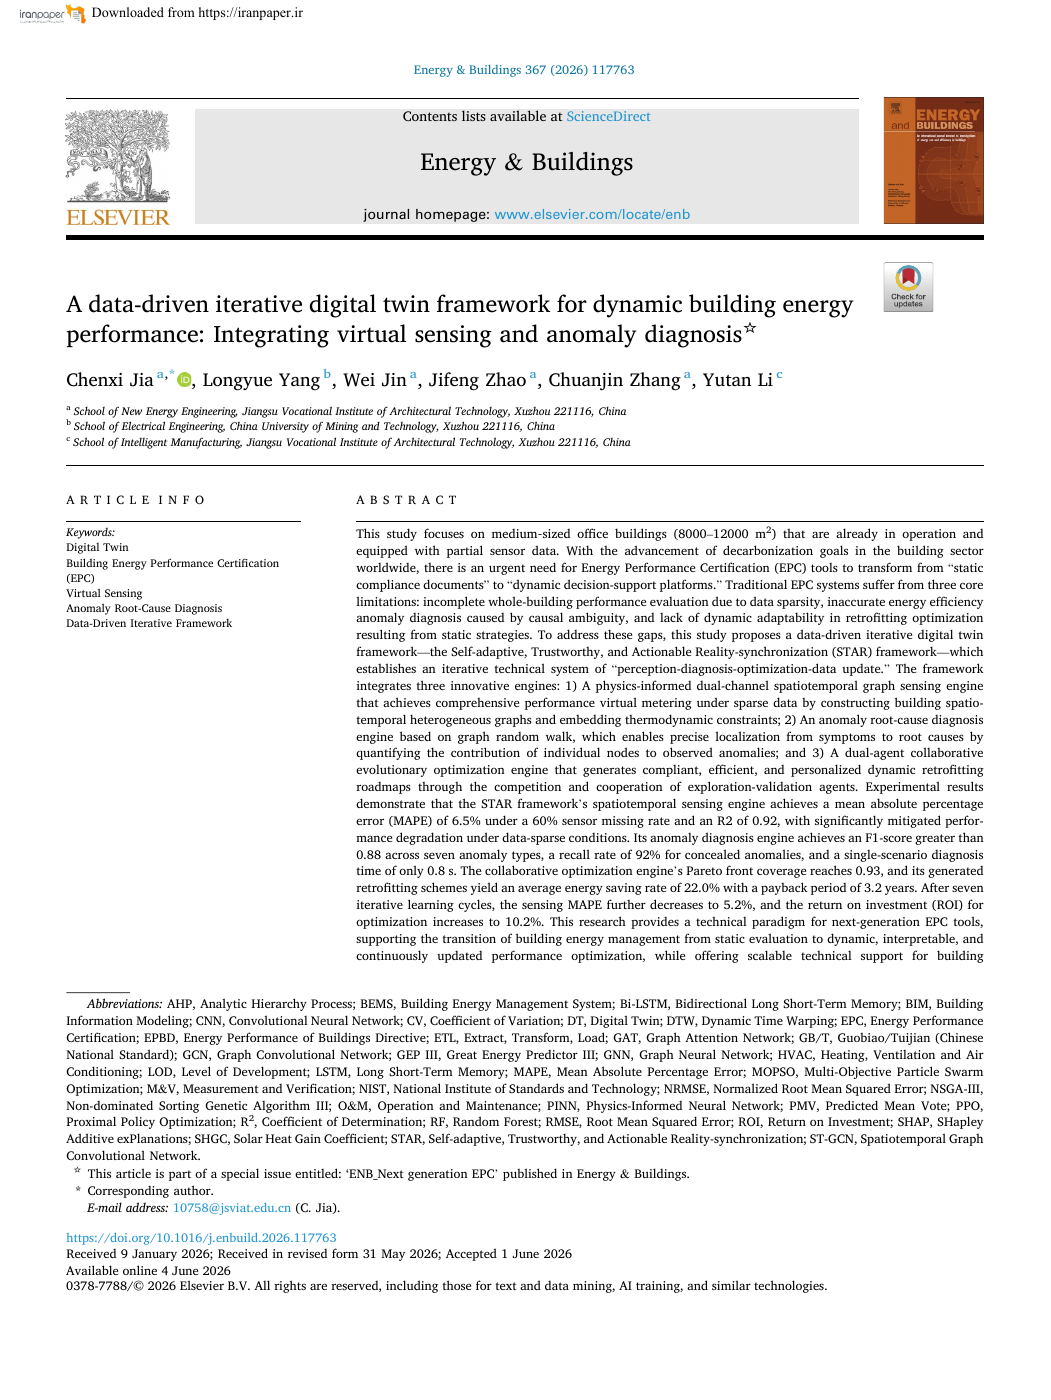 iranpaper Downloaded from https://iranpaper.ir
Energy & Buildings 367 (2026) 117763
Contents lists available at ScienceDirect
Energy & Buildings
journal homepage: www.elsevier.com/locate/enb
ELSEVIER
ENERGY
and BUILDINGS
Check for
updates
A data-driven iterative digital twin framework for dynamic building energy
performance: Integrating virtual sensing and anomaly diagnosis☆
Chenxi Jia a,* iD, Longyue Yang b, Wei Jin a, Jifeng Zhao a, Chuanjin Zhang a, Yutan Li c
a School of New Energy Engineering, Jiangsu Vocational Institute of Architectural Technology, Xuzhou 221116, China
b School of Electrical Engineering, China University of Mining and Technology, Xuzhou 221116, China
c School of Intelligent Manufacturing, Jiangsu Vocational Institute of Architectural Technology, Xuzhou 221116, China
ARTICLE INFO
Keywords:
Digital Twin
Building Energy Performance Certification
(EPC)
Virtual Sensing
Anomaly Root-Cause Diagnosis
Data-Driven Iterative Framework
ABSTRACT
This study focuses on medium-sized office buildings (8000–12000 m2) that are already in operation and
equipped with partial sensor data. With the advancement of decarbonization goals in the building sector
worldwide, there is an urgent need for Energy Performance Certification (EPC) tools to transform from “static
compliance documents” to “dynamic decision-support platforms.” Traditional EPC systems suffer from three core
limitations: incomplete whole-building performance evaluation due to data sparsity, inaccurate energy efficiency
anomaly diagnosis caused by causal ambiguity, and lack of dynamic adaptability in retrofitting optimization
resulting from static strategies. To address these gaps, this study proposes a data-driven iterative digital twin
framework—the Self-adaptive, Trustworthy, and Actionable Reality-synchronization (STAR) framework—which
establishes an iterative technical system of “perception-diagnosis-optimization-data update.” The framework
integrates three innovative engines: 1) A physics-informed dual-channel spatiotemporal graph sensing engine
that achieves comprehensive performance virtual metering under sparse data by constructing building spatio-
temporal heterogeneous graphs and embedding thermodynamic constraints; 2) An anomaly root-cause diagnosis
engine based on graph random walk, which enables precise localization from symptoms to root causes by
quantifying the contribution of individual nodes to observed anomalies; and 3) A dual-agent collaborative
evolutionary optimization engine that generates compliant, efficient, and personalized dynamic retrofitting
roadmaps through the competition and cooperation of exploration-validation agents. Experimental results
demonstrate that the STAR framework’s spatiotemporal sensing engine achieves a mean absolute percentage
error (MAPE) of 6.5% under a 60% sensor missing rate and an R2 of 0.92, with significantly mitigated perfor-
mance degradation under data-sparse conditions. Its anomaly diagnosis engine achieves an F1-score greater than
0.88 across seven anomaly types, a recall rate of 92% for concealed anomalies, and a single-scenario diagnosis
time of only 0.8 s. The collaborative optimization engine’s Pareto front coverage reaches 0.93, and its generated
retrofitting schemes yield an average energy saving rate of 22.0% with a payback period of 3.2 years. After seven
iterative learning cycles, the sensing MAPE further decreases to 5.2%, and the return on investment (ROI) for
optimization increases to 10.2%. This research provides a technical paradigm for next-generation EPC tools,
supporting the transition of building energy management from static evaluation to dynamic, interpretable, and
continuously updated performance optimization, while offering scalable technical support for building
Abbreviations: AHP, Analytic Hierarchy Process; BEMS, Building Energy Management System; Bi-LSTM, Bidirectional Long Short-Term Memory; BIM, Building
Information Modeling; CNN, Convolutional Neural Network; CV, Coefficient of Variation; DT, Digital Twin; DTW, Dynamic Time Warping; EPC, Energy Performance
Certification; EPBD, Energy Performance of Buildings Directive; ETL, Extract, Transform, Load; GAT, Graph Attention Network; GB/T, Guobiao/Tuijian (Chinese
National Standard); GCN, Graph Convolutional Network; GEP III, Great Energy Predictor III; GNN, Graph Neural Network; HVAC, Heating, Ventilation and Air
Conditioning; LOD, Level of Development; LSTM, Long Short-Term Memory; MAPE, Mean Absolute Percentage Error; MOPSO, Multi-Objective Particle Swarm
Optimization; M&V, Measurement and Verification; NIST, National Institute of Standards and Technology; NRMSE, Normalized Root Mean Squared Error; NSGA-III,
Non-dominated Sorting Genetic Algorithm III; O&M, Operation and Maintenance; PINN, Physics-Informed Neural Network; PMV, Predicted Mean Vote; PPO,
Proximal Policy Optimization; R2, Coefficient of Determination; RF, Random Forest; RMSE, Root Mean Squared Error; ROI, Return on Investment; SHAP, SHapley
Additive exPlanations; SHGC, Solar Heat Gain Coefficient; STAR, Self-adaptive, Trustworthy, and Actionable Reality-synchronization; ST-GCN, Spatiotemporal Graph
Convolutional Network.
☆ This article is part of a special issue entitled: ‘ENB_Next generation EPC’ published in Energy & Buildings.
* Corresponding author.
E-mail address: 10758@jsviat.edu.cn (C. Jia).
https://doi.org/10.1016/j.enbuild.2026.117763
Received 9 January 2026; Received in revised form 31 May 2026; Accepted 1 June 2026
Available online 4 June 2026
0378-7788/© 2026 Elsevier B.V. All rights are reserved, including those for text and data mining, AI training, and similar technologies.